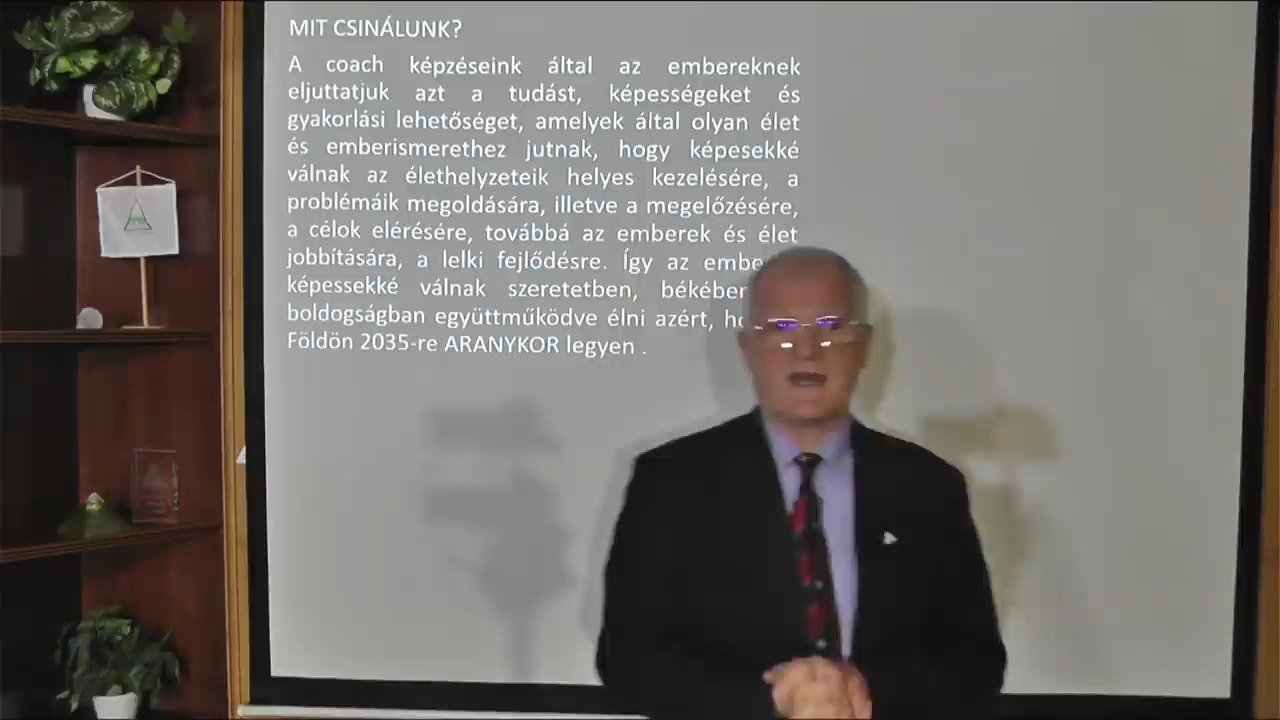 MIT CSINÁLUNK?
A coach képzéseink által az embereknek
eljuttatjuk azt a tudást, képességeket és
gyakorlási lehetőséget, amelyek által olyan élet
és emberismerethez jutnak, hogy képesekké
válnak az élethelyzeteik helyes kezelésére, a
problémáik megoldására, illetve a megelőzésére,
a célok elérésére, továbbá az emberek és élet
jobbítására, a lelki fejlődésre. Így az embe
képessekké válnak szeretetben, békében
boldogságban együttműködve élni azért, ho
Földön 2035-re ARANYKOR legyen .